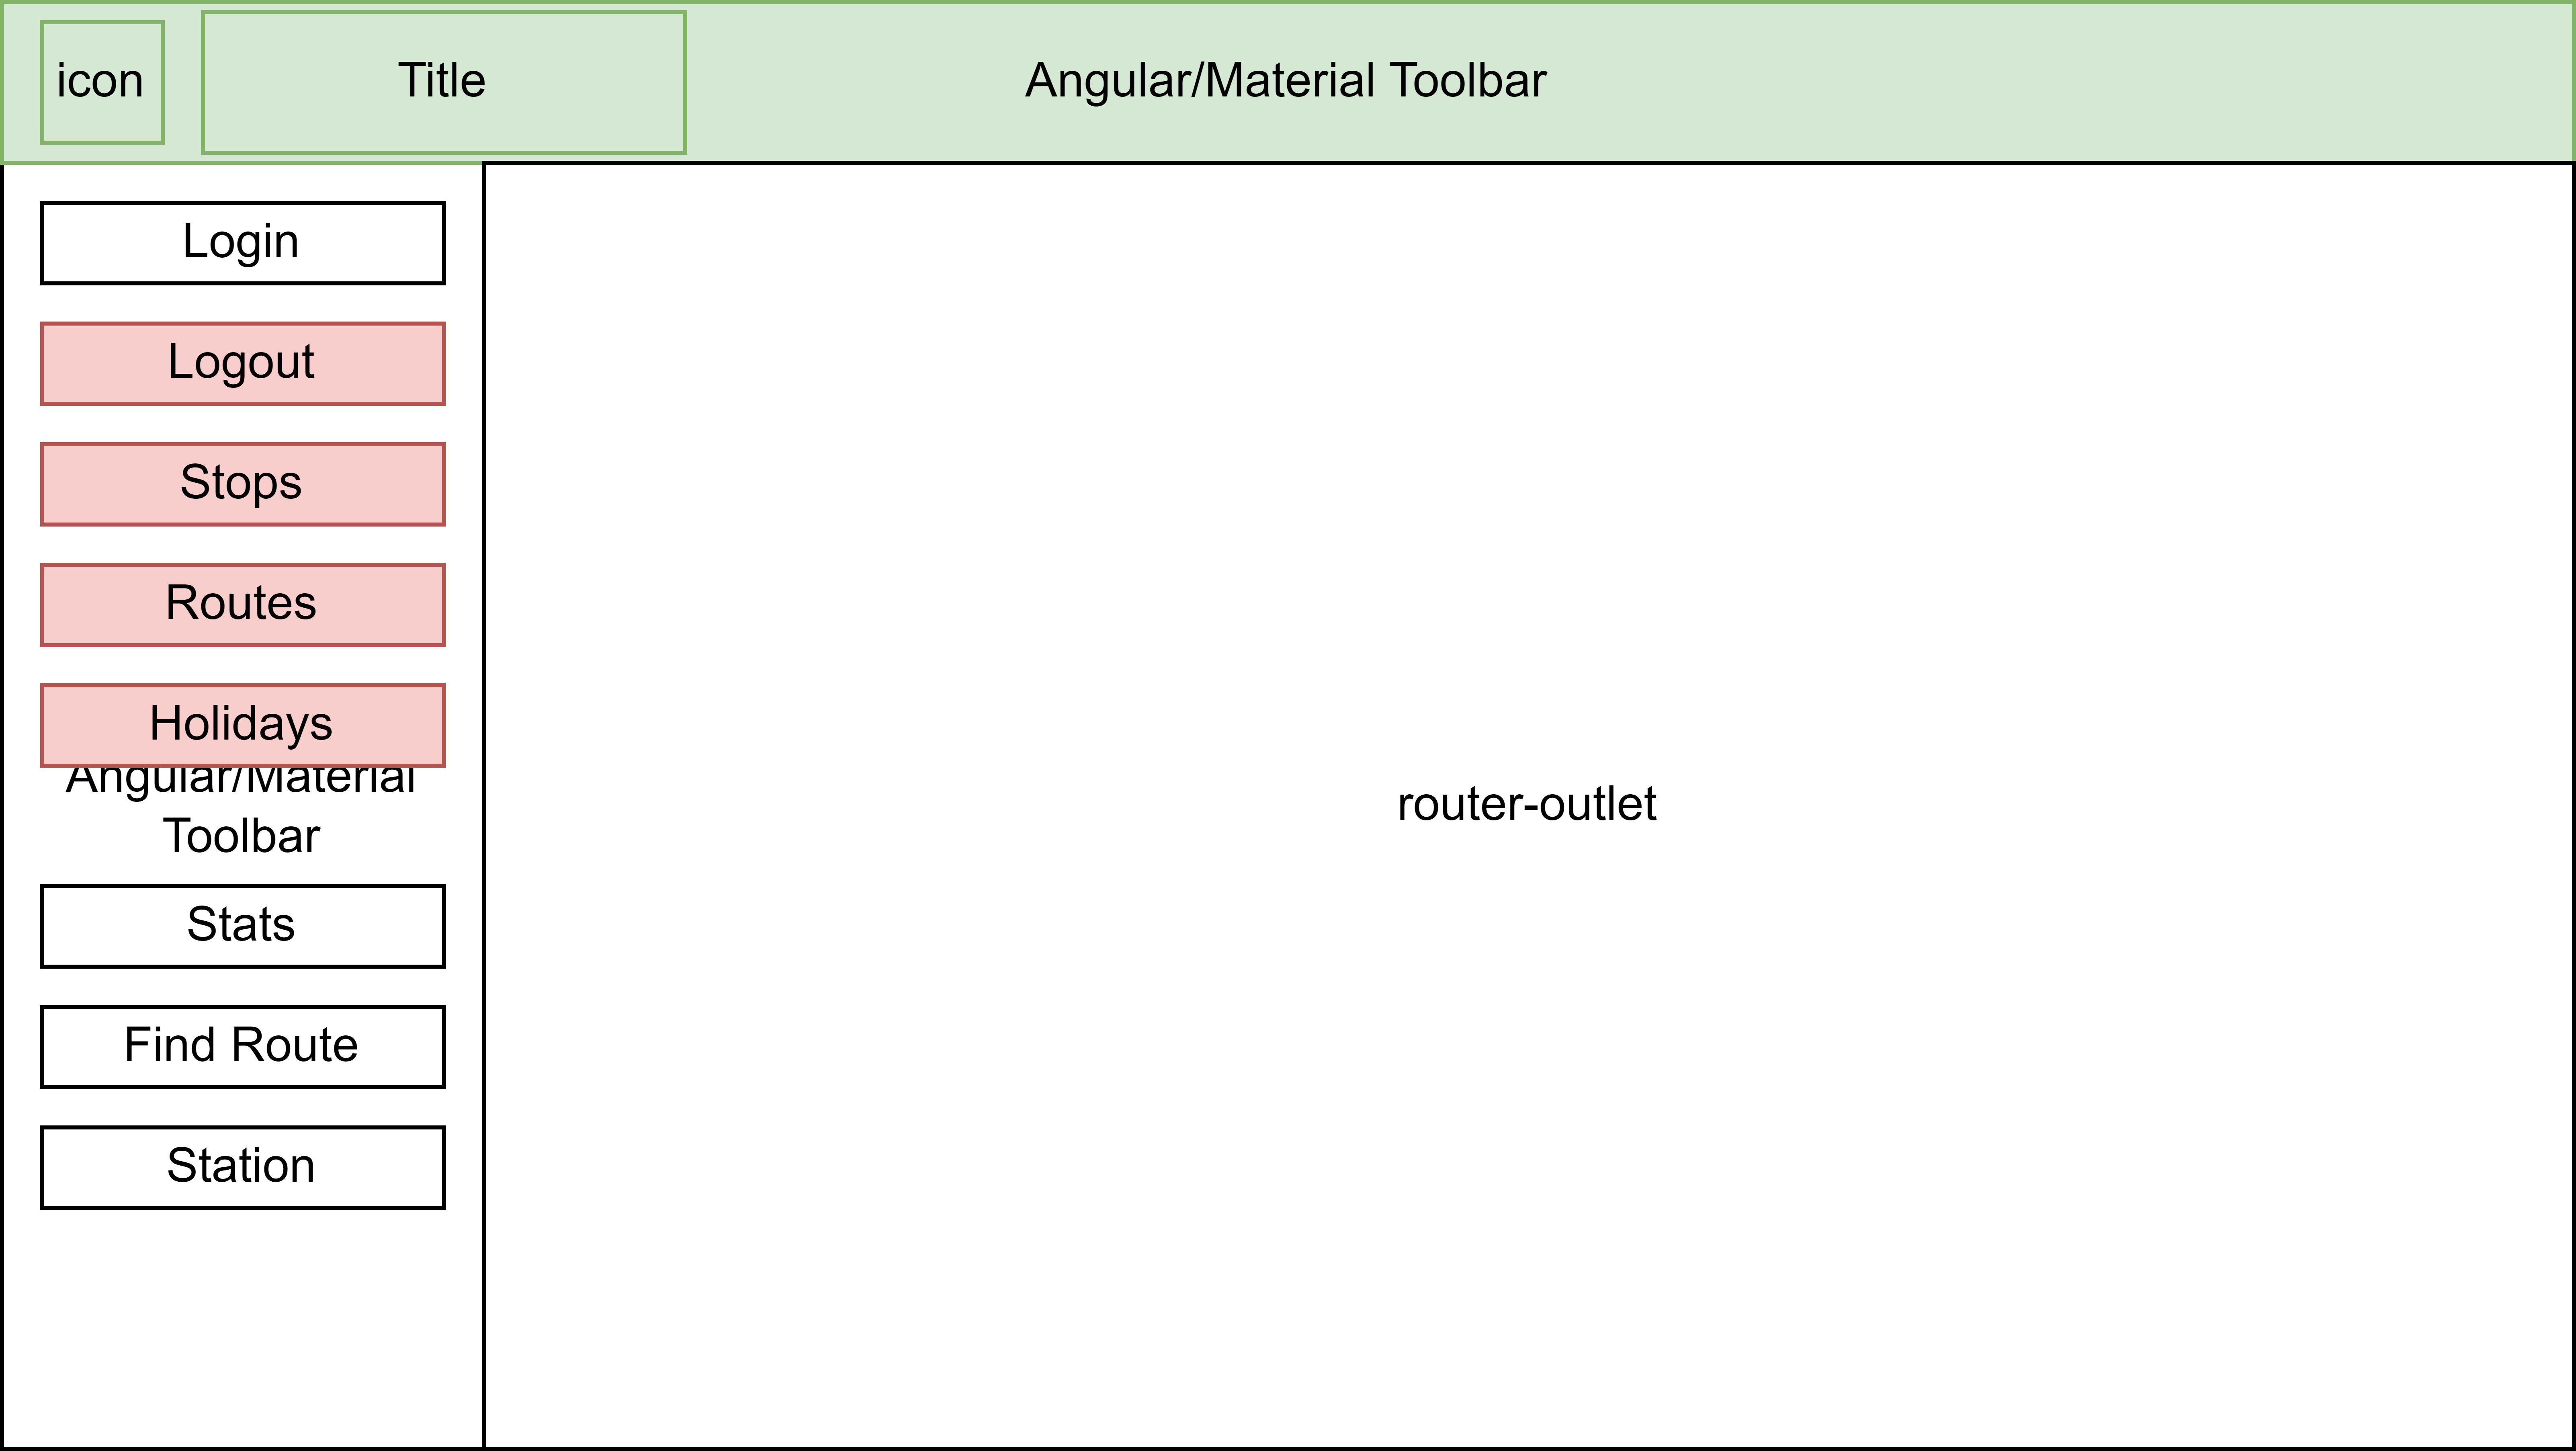 icon
Title
Angular/Material Toolbar
Login
Logout
Stops
Routes
Holidays
Angular/Material
Toolbar
Stats
Find Route
Station
router-outlet